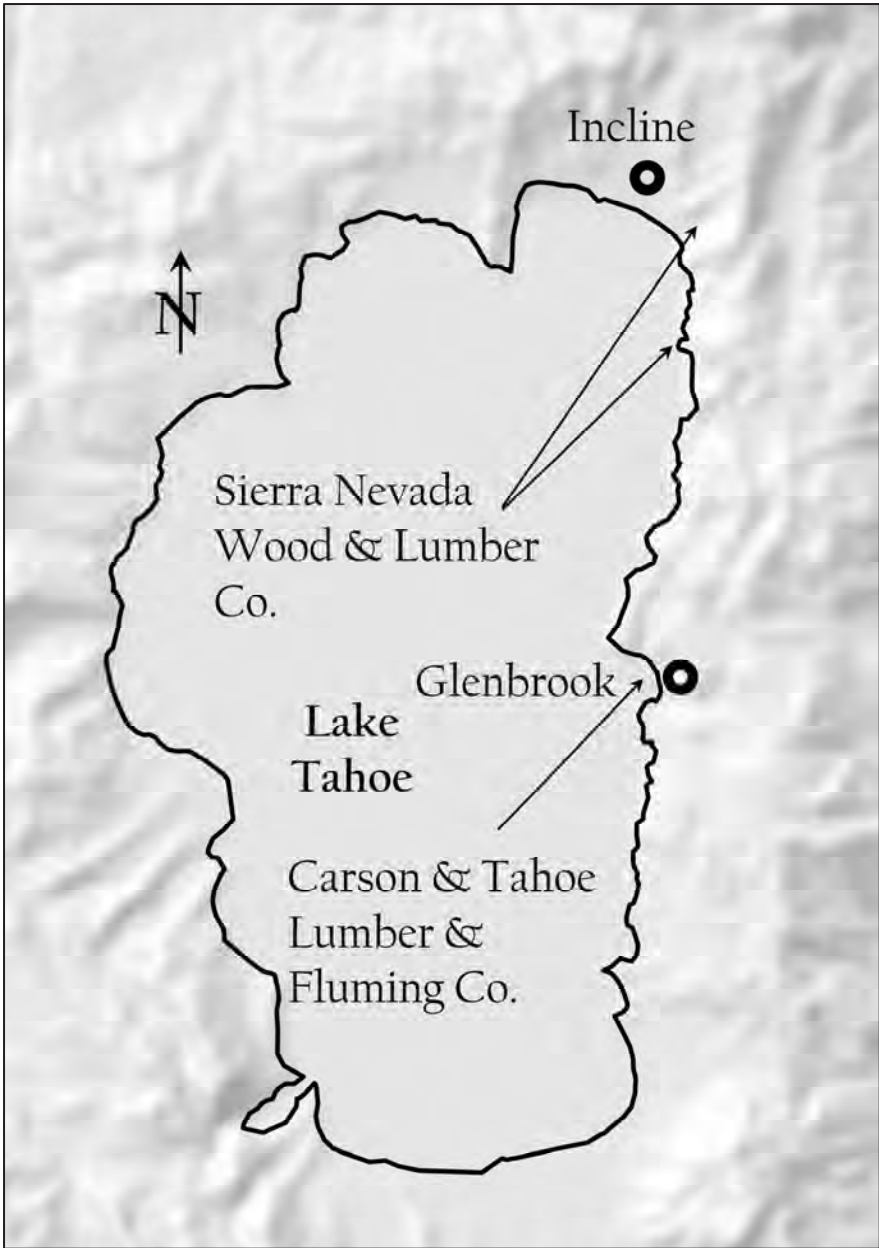 Incline
N
Sierra Nevada
Wood & Lumber
Co.
Glenbrook
Lake
Tahoe
Carson & Tahoe
Lumber &
Fluming Co.